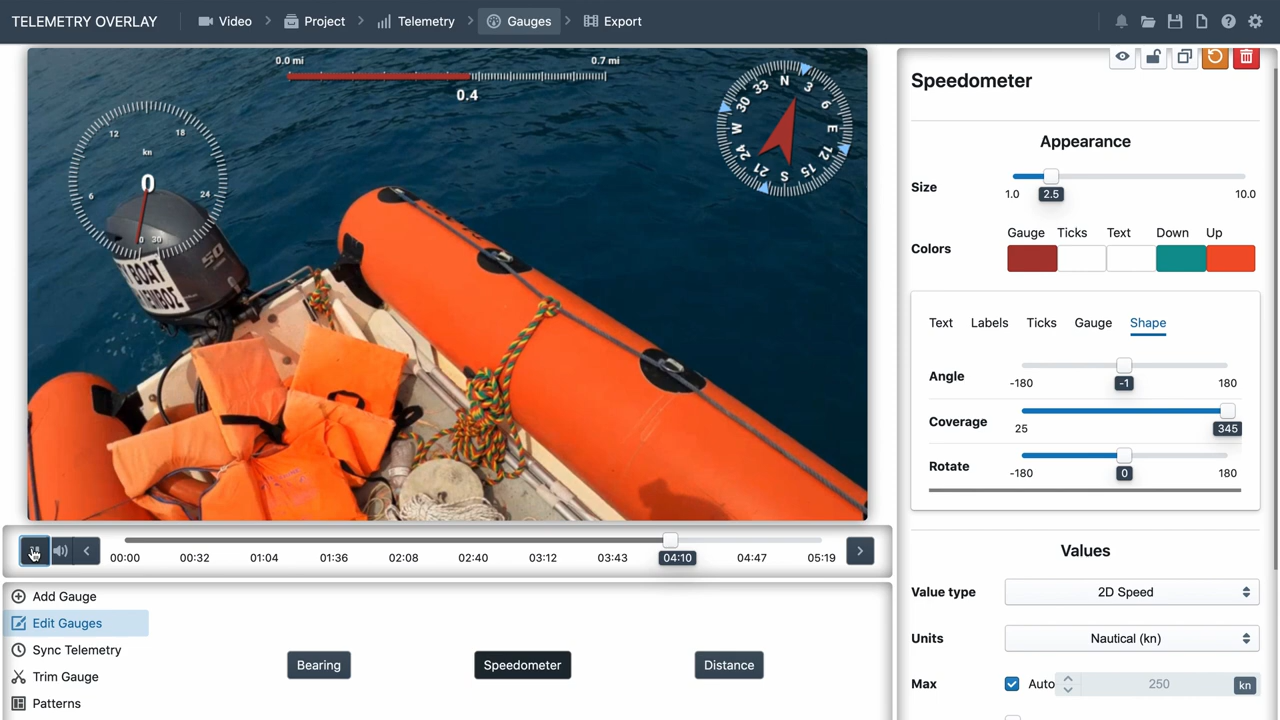 TELEMETRY OVERLAY Video Project Telemetry Gauges Export
0.0 mi 0.7 mi
0.4
12 18
kn
0
6 24
0 30
N 3 6 E 12 15 S 21 24 W 30 33
50
BOAT
Speedometer
Appearance
Size 1.0 2.5 10.0
Colors Gauge Ticks Text Down Up
Text Labels Ticks Gauge Shape
Angle -180 -1 180
Coverage 25 345
Rotate -180 0 180
Values
Value type 2D Speed
Units Nautical (kn)
Max Auto 250 kn
00:00 00:32 01:04 01:36 02:08 02:40 03:12 03:43 04:10 04:47 05:19
Add Gauge
Edit Gauges
Sync Telemetry
Trim Gauge
Patterns
Bearing Speedometer Distance